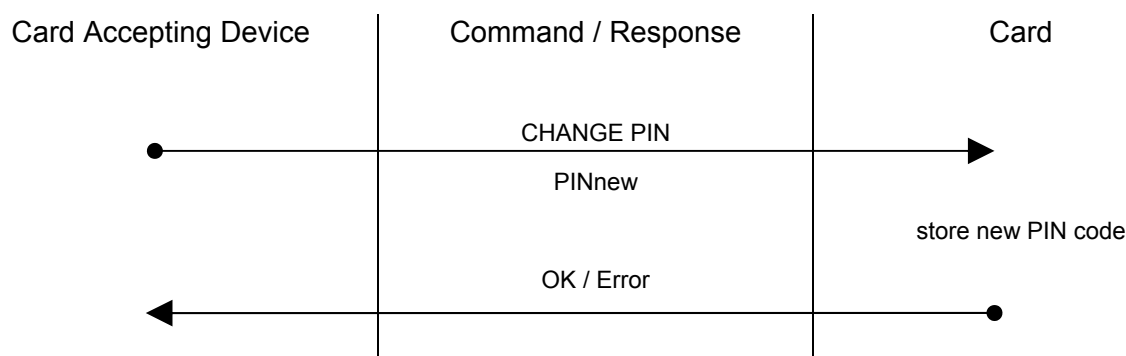 Card Accepting Device
Command / Response
Card
CHANGE PIN
PINnew
store new PIN code
OK / Error